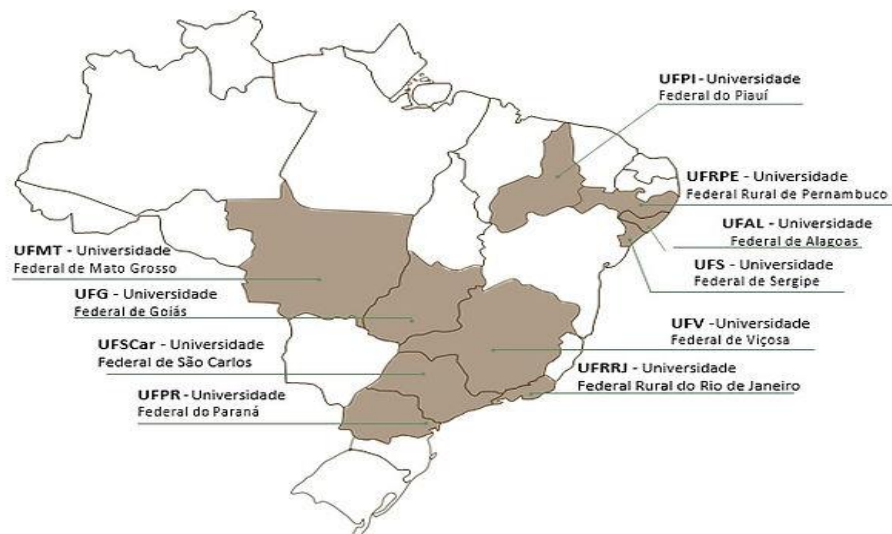 UFPI - Universidade
Federal do Piauí
UFRPE - Universidade
Federal Rural de Pernambuco
UFAL - Universidade
Federal de Alagoas
UFS - Universidade
Federal de Sergipe
UFMT - Universidade
Federal de Mato Grosso
UFG - Universidade
Federal de Goiás
UFSCar - Universidade
Federal de São Carlos
UFPR - Universidade
Federal do Paraná
UFV -Universidade
Federal de Viçosa
UFRRJ - Universidade
Federal Rural do Rio de Janeiro